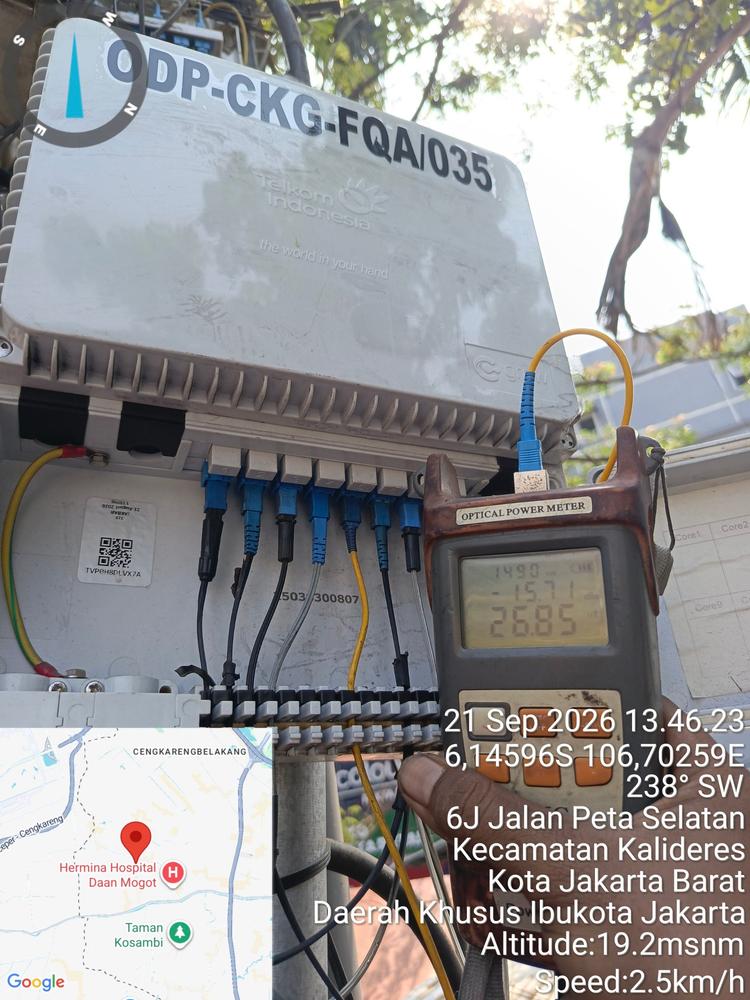 S
W
N
E
ODP-CKG-FQA/035
Telkom
Indonesia
the world in your hand
OPTICAL POWER METER
1490
-15.71
26.85
TVPBH8DLVX7A
Core1
Core2
Core9
CENGKARENGBELAKANG
Hermina Hospital
Daan Mogot
Taman
Kosambi
Google
21 Sep 2026 13.46.23
6,14596S 106,70259E
238° SW
6J Jalan Peta Selatan
Kecamatan Kalideres
Kota Jakarta Barat
Daerah Khusus Ibukota Jakarta
Altitude:19.2msnm
Speed:2.5km/h